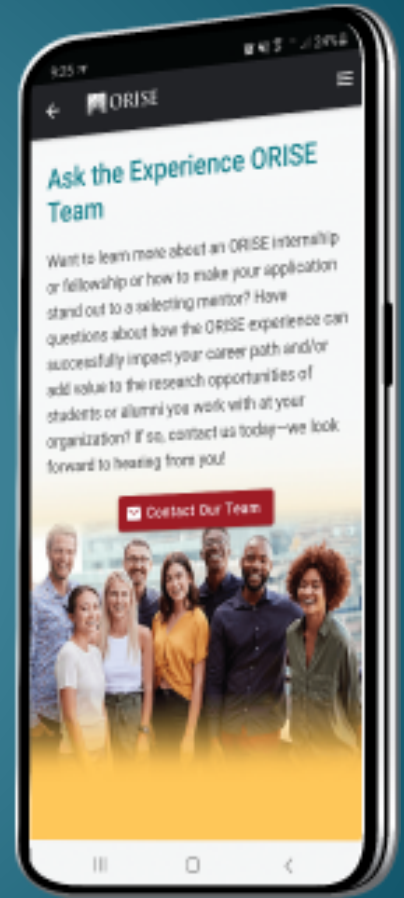 9:25
24%
ORISE
Ask the Experience ORISE
Team
Want to learn more about an ORISE internship
or fellowship or how to make your application
stand out to a selecting mentor? Have
questions about how the ORISE experience can
successfully impact your career path and/or
add value to the research opportunities of
students or alumni you work with at your
organization? If so, contact us today—we look
forward to hearing from you!
Contact Our Team